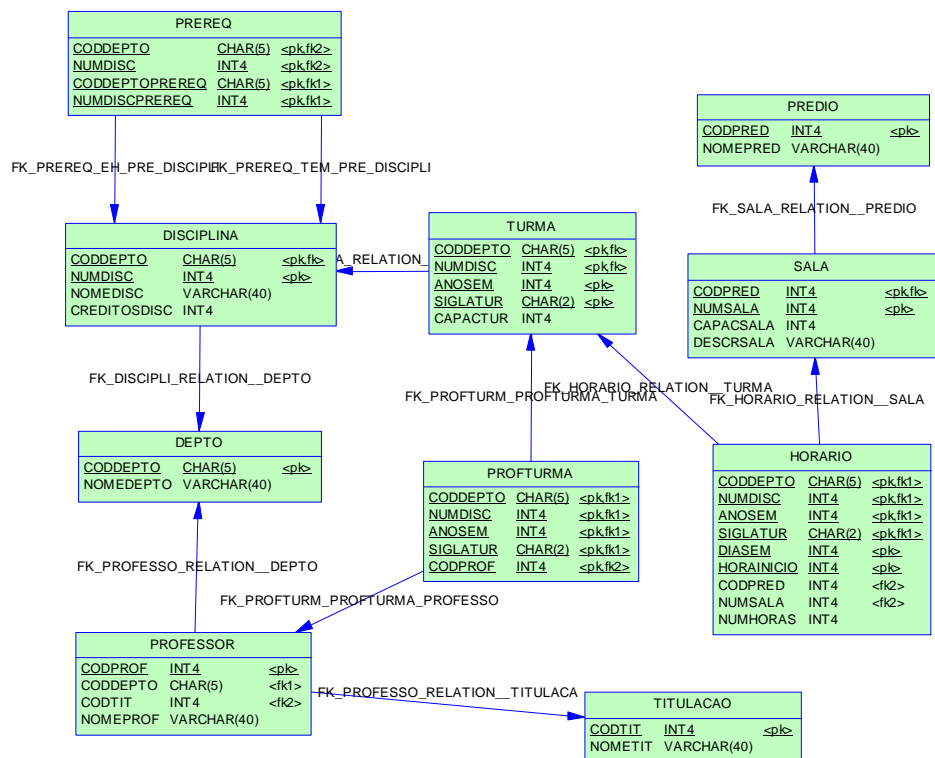 PREREQ
CODDEPTO CHAR(5) <pk,fk2>
NUMDISC INT4 <pk,fk2>
CODDEPTOPREREQ CHAR(5) <pk,fk1>
NUMDISCPREREQ INT4 <pk,fk1>
FK_PREREQ_EH_PRE_DISCIPLI
FK_PREREQ_TEM_PRE_DISCIPLI
PREDIO
CODPRED INT4 <pk>
NOMEPRED VARCHAR(40)
FK_SALA_RELATION__PREDIO
DISCIPLINA
CODDEPTO CHAR(5) <pk,fk>
NUMDISC INT4 <pk>
NOMEDISC VARCHAR(40)
CREDITOSDISC INT4
A_RELATION_
TURMA
CODDEPTO CHAR(5) <pk,fk>
NUMDISC INT4 <pk,fk>
ANOSEM INT4 <pk>
SIGLATUR CHAR(2) <pk>
CAPACTUR INT4
SALA
CODPRED INT4 <pk,fk>
NUMSALA INT4 <pk>
CAPACSALA INT4
DESCRSALA VARCHAR(40)
FK_DISCIPLI_RELATION__DEPTO
FK_PROFTURM_PROFTURMA_TURMA
FK_HORARIO_RELATION__TURMA
FK_HORARIO_RELATION__SALA
DEPTO
CODDEPTO CHAR(5) <pk>
NOMEDEPTO VARCHAR(40)
PROFTURMA
CODDEPTO CHAR(5) <pk,fk1>
NUMDISC INT4 <pk,fk1>
ANOSEM INT4 <pk,fk1>
SIGLATUR CHAR(2) <pk,fk1>
CODPROF INT4 <pk,fk2>
HORARIO
CODDEPTO CHAR(5) <pk,fk1>
NUMDISC INT4 <pk,fk1>
ANOSEM INT4 <pk,fk1>
SIGLATUR CHAR(2) <pk,fk1>
DIASEM INT4 <pk>
HORAINICIO INT4 <pk>
CODPRED INT4 <fk2>
NUMSALA INT4 <fk2>
NUMHORAS INT4
FK_PROFESSO_RELATION__DEPTO
FK_PROFTURM_PROFTURMA_PROFESSO
PROFESSOR
CODPROF INT4 <pk>
CODDEPTO CHAR(5) <fk1>
CODTIT INT4 <fk2>
NOMEPROF VARCHAR(40)
FK_PROFESSO_RELATION__TITULACA
TITULACAO
CODTIT INT4 <pk>
NOMETIT VARCHAR(40)